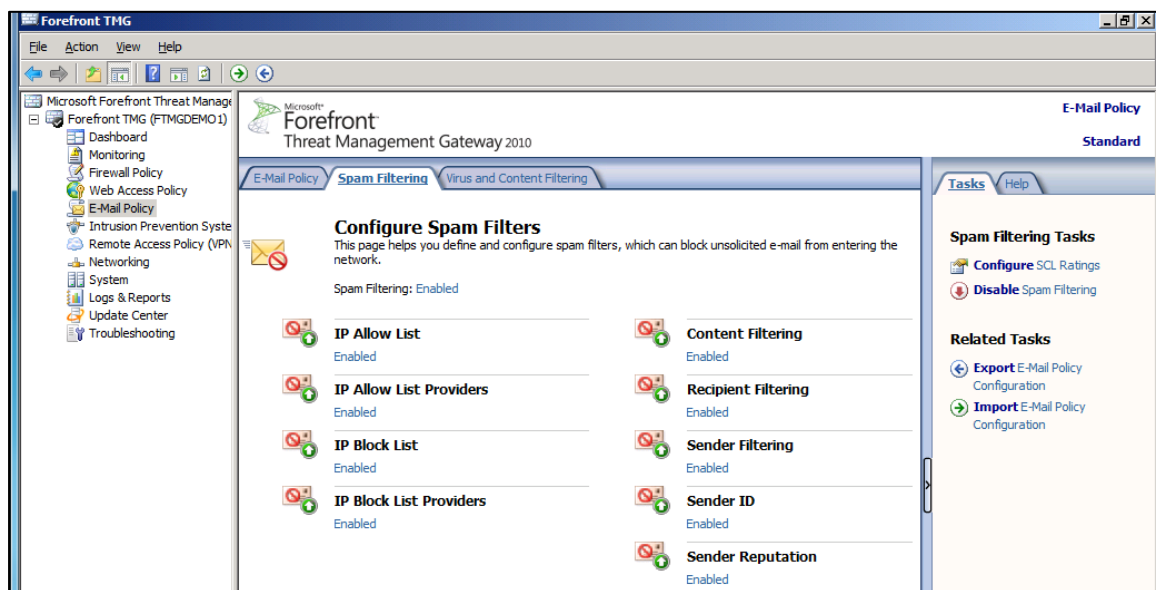 Forefront TMG
File Action View Help
Microsoft Forefront Threat Manage
Forefront TMG (FTMGDEMO1)
Dashboard
Monitoring
Firewall Policy
Web Access Policy
E-Mail Policy
Intrusion Prevention Syste
Remote Access Policy (VPN
Networking
System
Logs & Reports
Update Center
Troubleshooting
Microsoft
Forefront
Threat Management Gateway 2010
E-Mail Policy
Standard
E-Mail Policy Spam Filtering Virus and Content Filtering
Configure Spam Filters
This page helps you define and configure spam filters, which can block unsolicited e-mail from entering the
network.
Spam Filtering: Enabled
IP Allow List
Enabled
IP Allow List Providers
Enabled
IP Block List
Enabled
IP Block List Providers
Enabled
Content Filtering
Enabled
Recipient Filtering
Enabled
Sender Filtering
Enabled
Sender ID
Enabled
Sender Reputation
Enabled
Tasks Help
Spam Filtering Tasks
Configure SCL Ratings
Disable Spam Filtering
Related Tasks
Export E-Mail Policy
Configuration
Import E-Mail Policy
Configuration